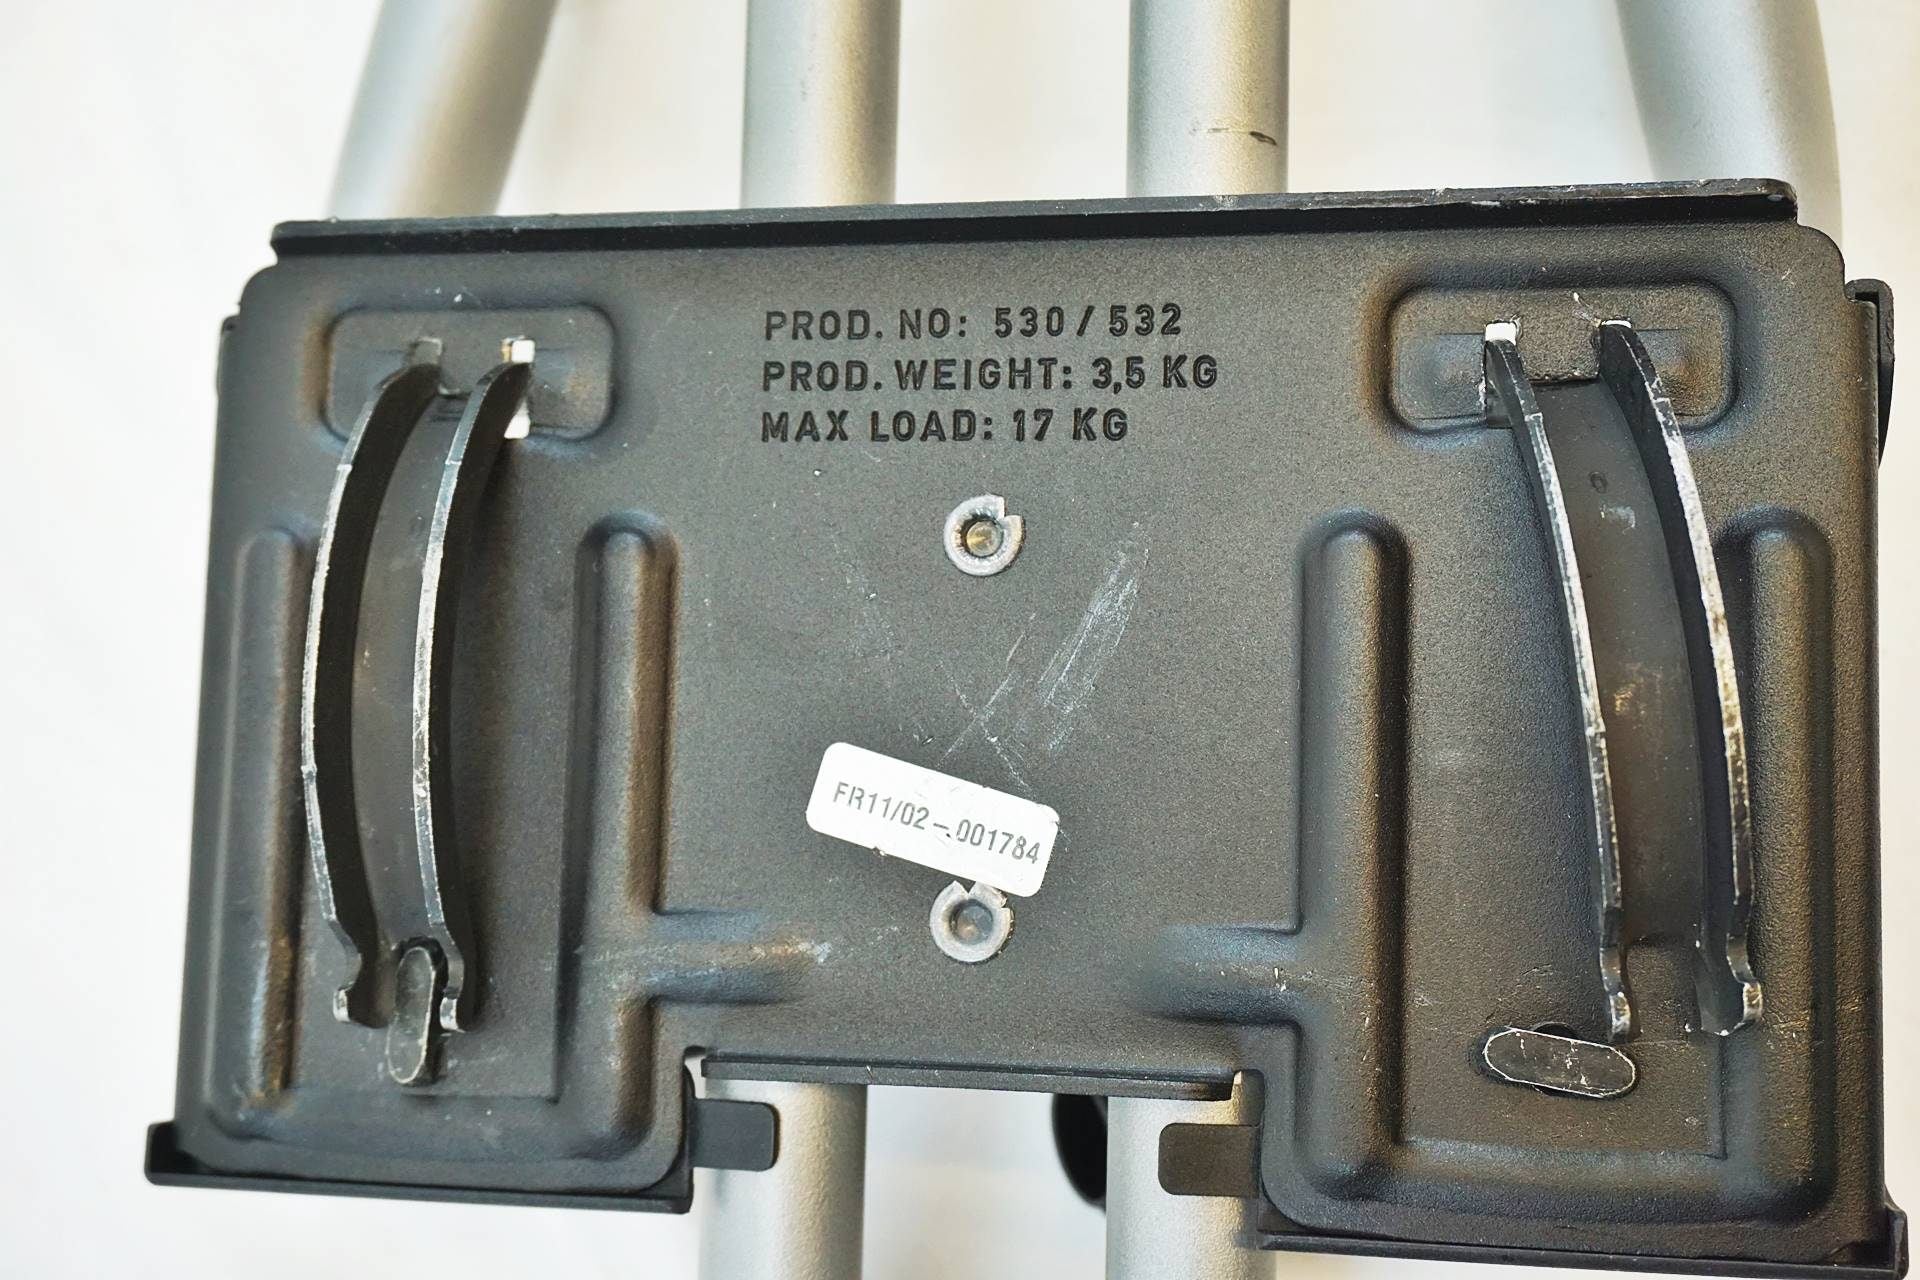 PROD. NO: 530 / 532
PROD. WEIGHT: 3,5 KG
MAX LOAD: 17 KG
FR11/02-001784